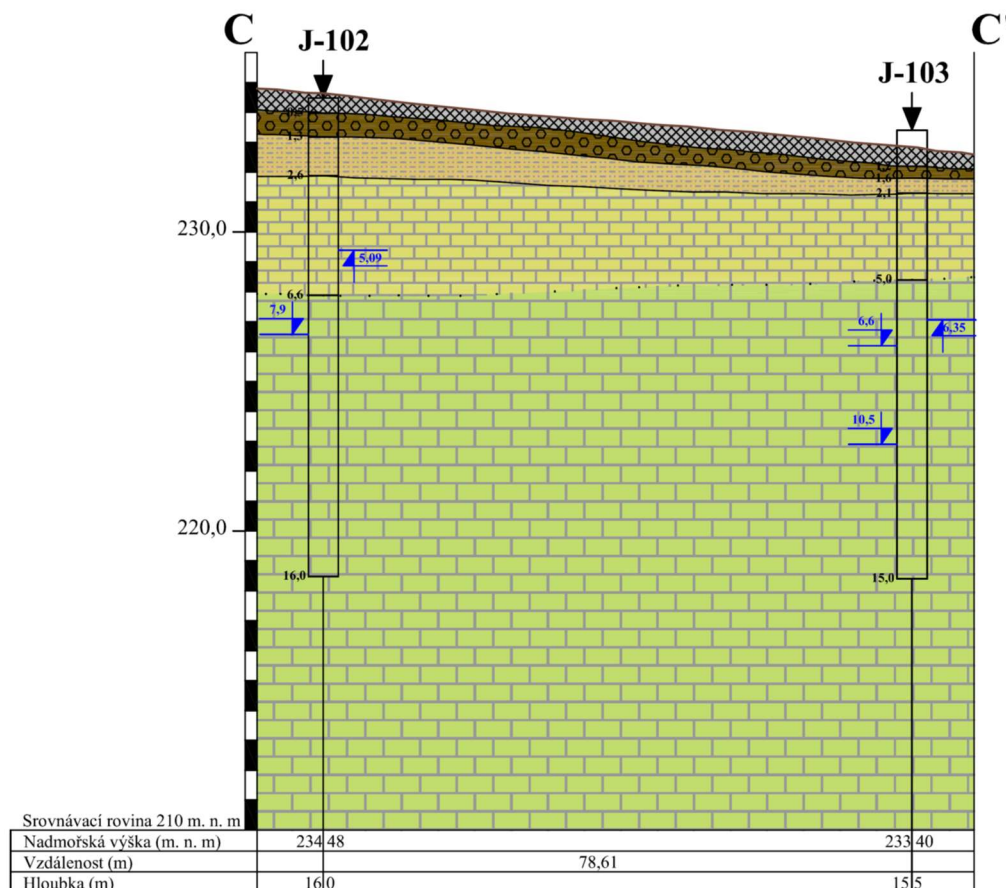 C
C'
J-102
J-103
1,3
2,6
1,6
2,1
230,0
5,09
6,6
5,0
7,9
6,6
6,35
10,5
220,0
16,0
15,0
Srovnávací rovina 210 m. n. m
Nadmořská výška (m. n. m) 234 48 233 40
Vzdálenost (m) 78,61
Hloubka (m) 16 0 15 5